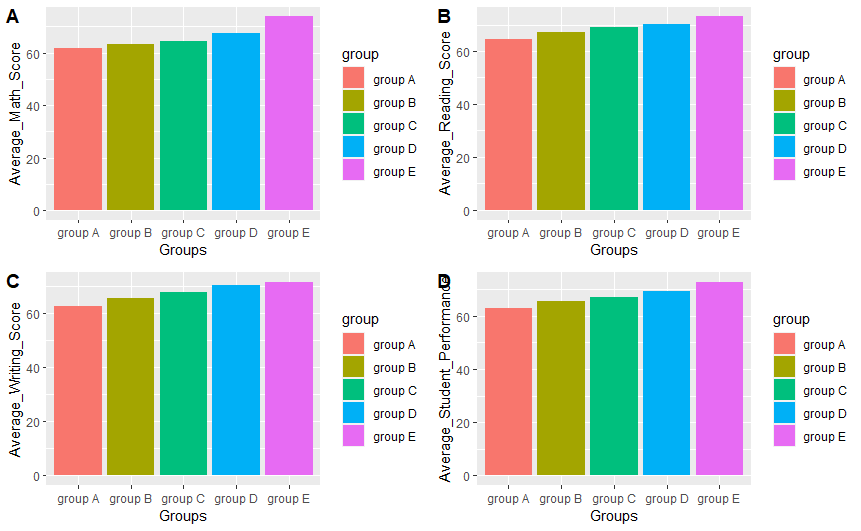 A
Average_Math_Score
60
40
20
0
group A group B group C group D group E
Groups
group
group A
group B
group C
group D
group E
B
Average_Reading_Score
60
40
20
0
group A group B group C group D group E
Groups
group
group A
group B
group C
group D
group E
C
Average_Writing_Score
60
40
20
0
group A group B group C group D group E
Groups
group
group A
group B
group C
group D
group E
D
Average_Student_Performance
60
40
20
0
group A group B group C group D group E
Groups
group
group A
group B
group C
group D
group E